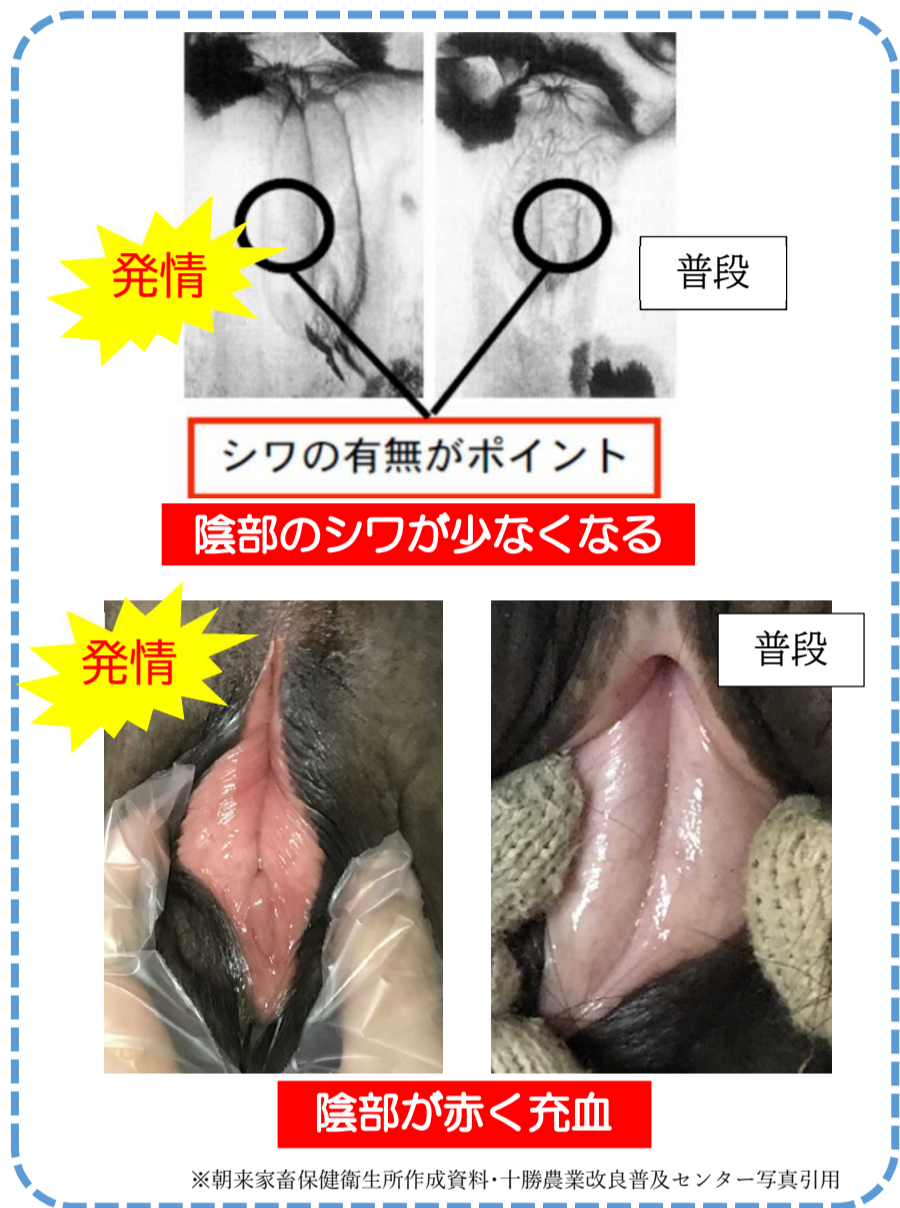 発情
普段
シワの有無がポイント
陰部のシワが少なくなる
発情
普段
陰部が赤く充血
※朝来家畜保健衛生所作成資料・十勝農業改良普及センター写真引用